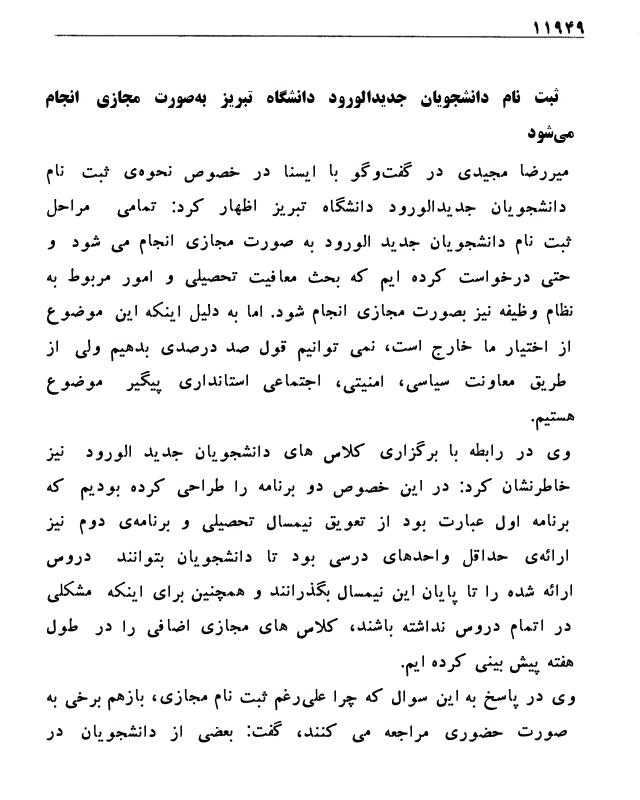 ۱۱۹۴۹
ثبت نام دانشجویان جدیدالورود دانشگاه تبریز به‌صورت مجازی انجام
می‌شود
میررضا مجیدی در گفت‌وگو با ایسنا در خصوص نحوه‌ی ثبت نام
دانشجویان جدیدالورود دانشگاه تبریز اظهار کرد: تمامی مراحل
ثبت نام دانشجویان جدید الورود به صورت مجازی انجام می شود و
حتی درخواست کرده ایم که بحث معافیت تحصیلی و امور مربوط به
نظام وظیفه نیز بصورت مجازی انجام شود. اما به دلیل اینکه این موضوع
از اختیار ما خارج است، نمی توانیم قول صد درصدی بدهیم ولی از
طریق معاونت سیاسی، امنیتی، اجتماعی استانداری پیگیر موضوع
هستیم.
وی در رابطه با برگزاری کلاس های دانشجویان جدید الورود نیز
خاطرنشان کرد: در این خصوص دو برنامه را طراحی کرده بودیم که
برنامه اول عبارت بود از تعویق نیمسال تحصیلی و برنامه‌ی دوم نیز
ارائه‌ی حداقل واحدهای درسی بود تا دانشجویان بتوانند دروس
ارائه شده را تا پایان این نیمسال بگذرانند و همچنین برای اینکه مشکلی
در اتمام دروس نداشته باشند، کلاس های مجازی اضافی را در طول
هفته پیش بینی کرده ایم.
وی در پاسخ به این سوال که چرا علی‌رغم ثبت نام مجازی، بازهم برخی به
صورت حضوری مراجعه می کنند، گفت: بعضی از دانشجویان در